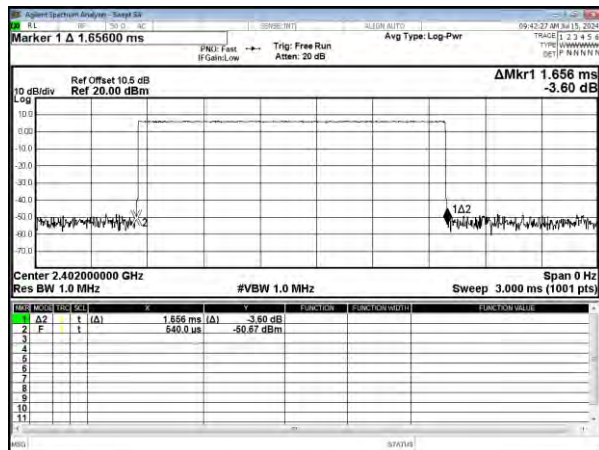 Agilent Spectrum Analyzer - Swept SA
RL RF 50 Ω AC SENSE:INT ALIGN AUTO 09:42:27 AM Jul 15, 2024
Marker 1 Δ 1.65600 ms
PNO: Fast
IFGain:Low
Trig: Free Run
Atten: 20 dB
Avg Type: Log-Pwr
TRACE 1 2 3 4 5 6
TYPE WWWWWW
DET P N N N N N
Ref Offset 10.5 dB
10 dB/div Ref 20.00 dBm
Log
ΔMkr1 1.656 ms
-3.60 dB
10.0
0.00
-10.0
-20.0
-30.0
-40.0
-50.0
-60.0
-70.0
2
1Δ2
Center 2.402000000 GHz Span 0 Hz
Res BW 1.0 MHz #VBW 1.0 MHz Sweep 3.000 ms (1001 pts)
MKR MODE TRC SCL X Y FUNCTION FUNCTION WIDTH FUNCTION VALUE
1 Δ2 1 t (Δ) 1.656 ms (Δ) -3.60 dB
2 F 1 t 540.0 us -50.67 dBm
3
4
5
6
7
8
9
10
11
MSG STATUS